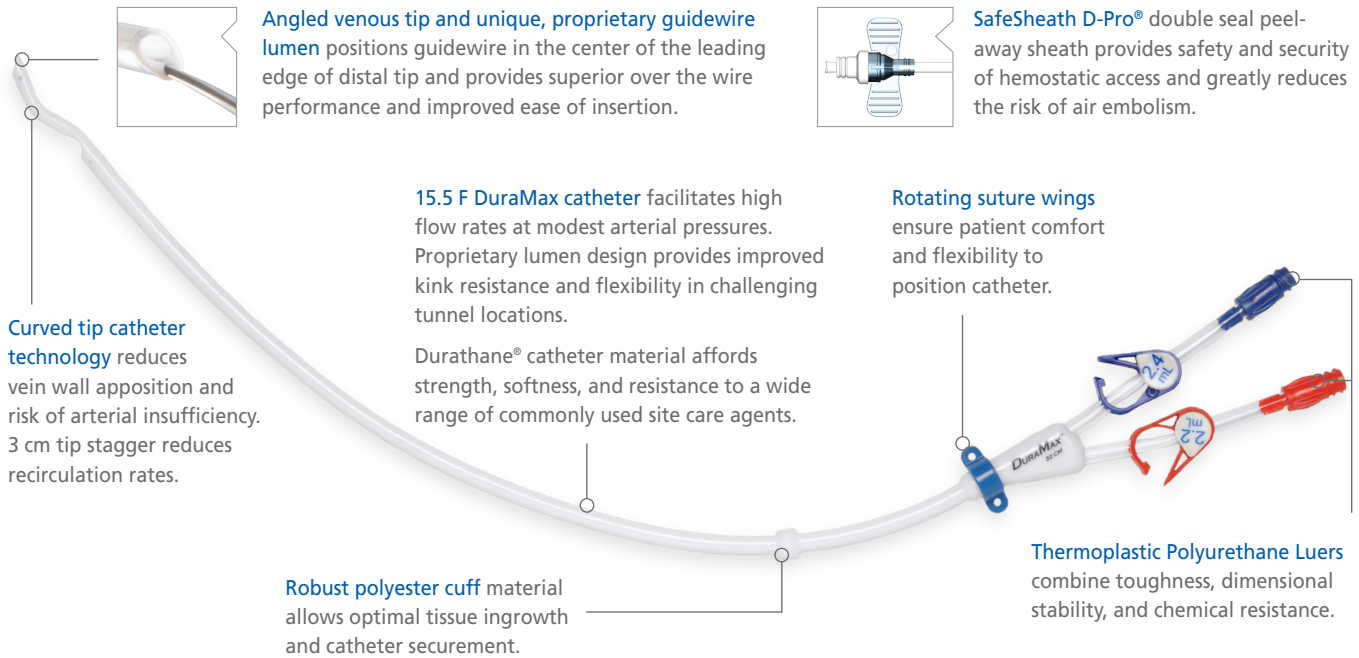 Angled venous tip and unique, proprietary guidewire
lumen positions guidewire in the center of the leading
edge of distal tip and provides superior over the wire
performance and improved ease of insertion.
SafeSheath D-Pro® double seal peel-
away sheath provides safety and security
of hemostatic access and greatly reduces
the risk of air embolism.
15.5 F DuraMax catheter facilitates high
flow rates at modest arterial pressures.
Proprietary lumen design provides improved
kink resistance and flexibility in challenging
tunnel locations.
Durathane® catheter material affords
strength, softness, and resistance to a wide
range of commonly used site care agents.
Rotating suture wings
ensure patient comfort
and flexibility to
position catheter.
Curved tip catheter
technology reduces
vein wall apposition and
risk of arterial insufficiency.
3 cm tip stagger reduces
recirculation rates.
2.4
mL
2.2
mL
DURAMAX™
32 CM
Thermoplastic Polyurethane Luers
combine toughness, dimensional
stability, and chemical resistance.
Robust polyester cuff material
allows optimal tissue ingrowth
and catheter securement.